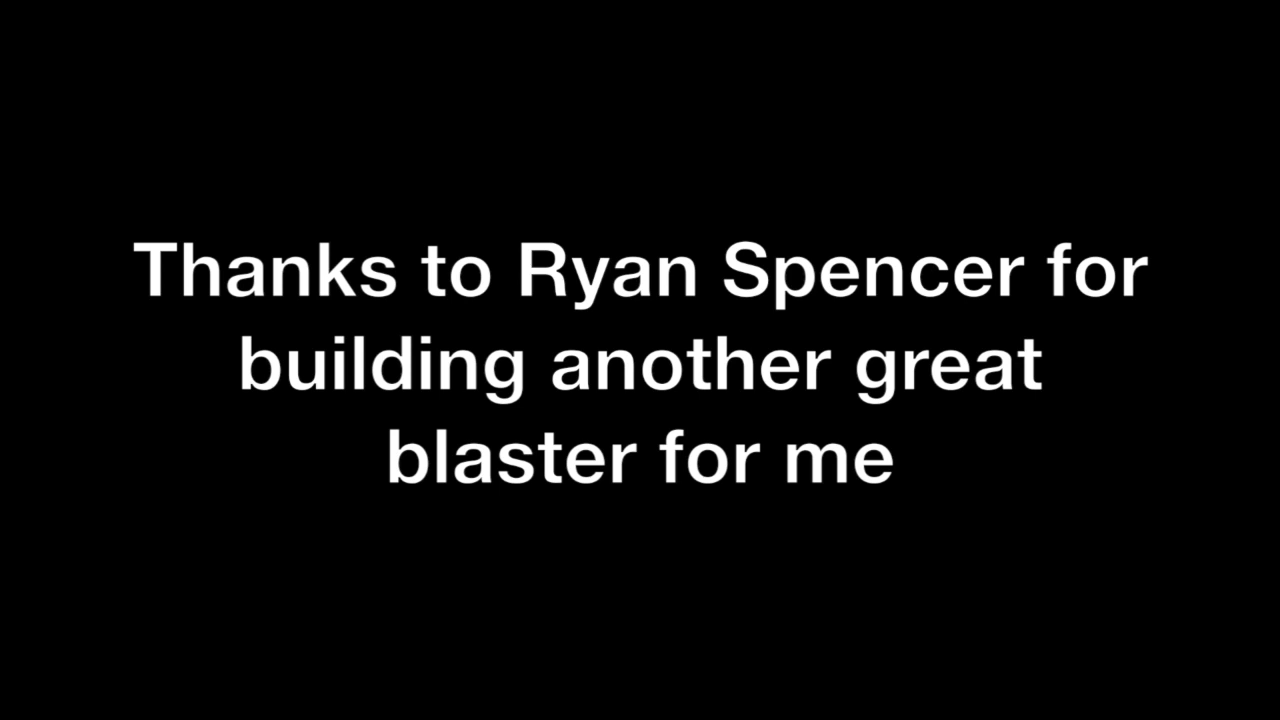 Thanks to Ryan Spencer for
building another great
blaster for me